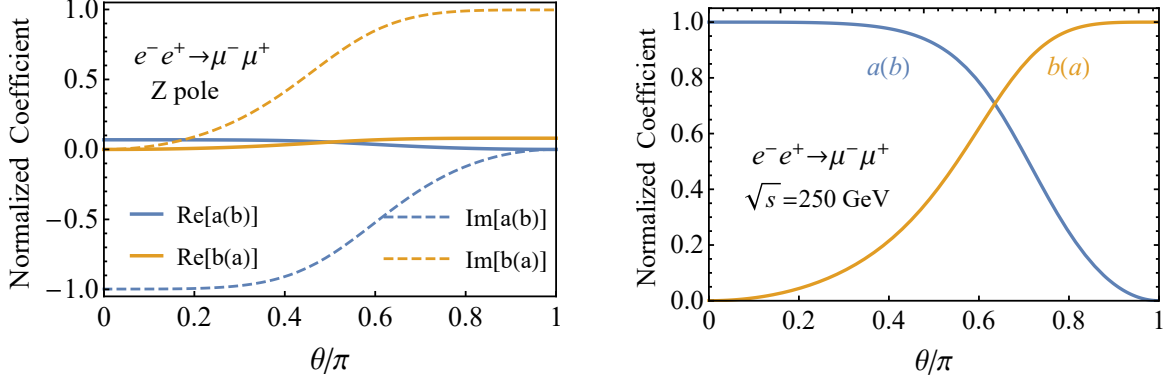 Normalized Coefficient
1.0
0.5
0.0
−0.5
−1.0
e⁻e⁺→μ⁻μ⁺
Z pole
Re[a(b)]
Re[b(a)]
Im[a(b)]
Im[b(a)]
0 0.2 0.4 0.6 0.8 1
θ/π
Normalized Coefficient
1.0
0.8
0.6
0.4
0.2
0.0
a(b)
b(a)
e⁻e⁺→μ⁻μ⁺
√s =250 GeV
0 0.2 0.4 0.6 0.8 1
θ/π